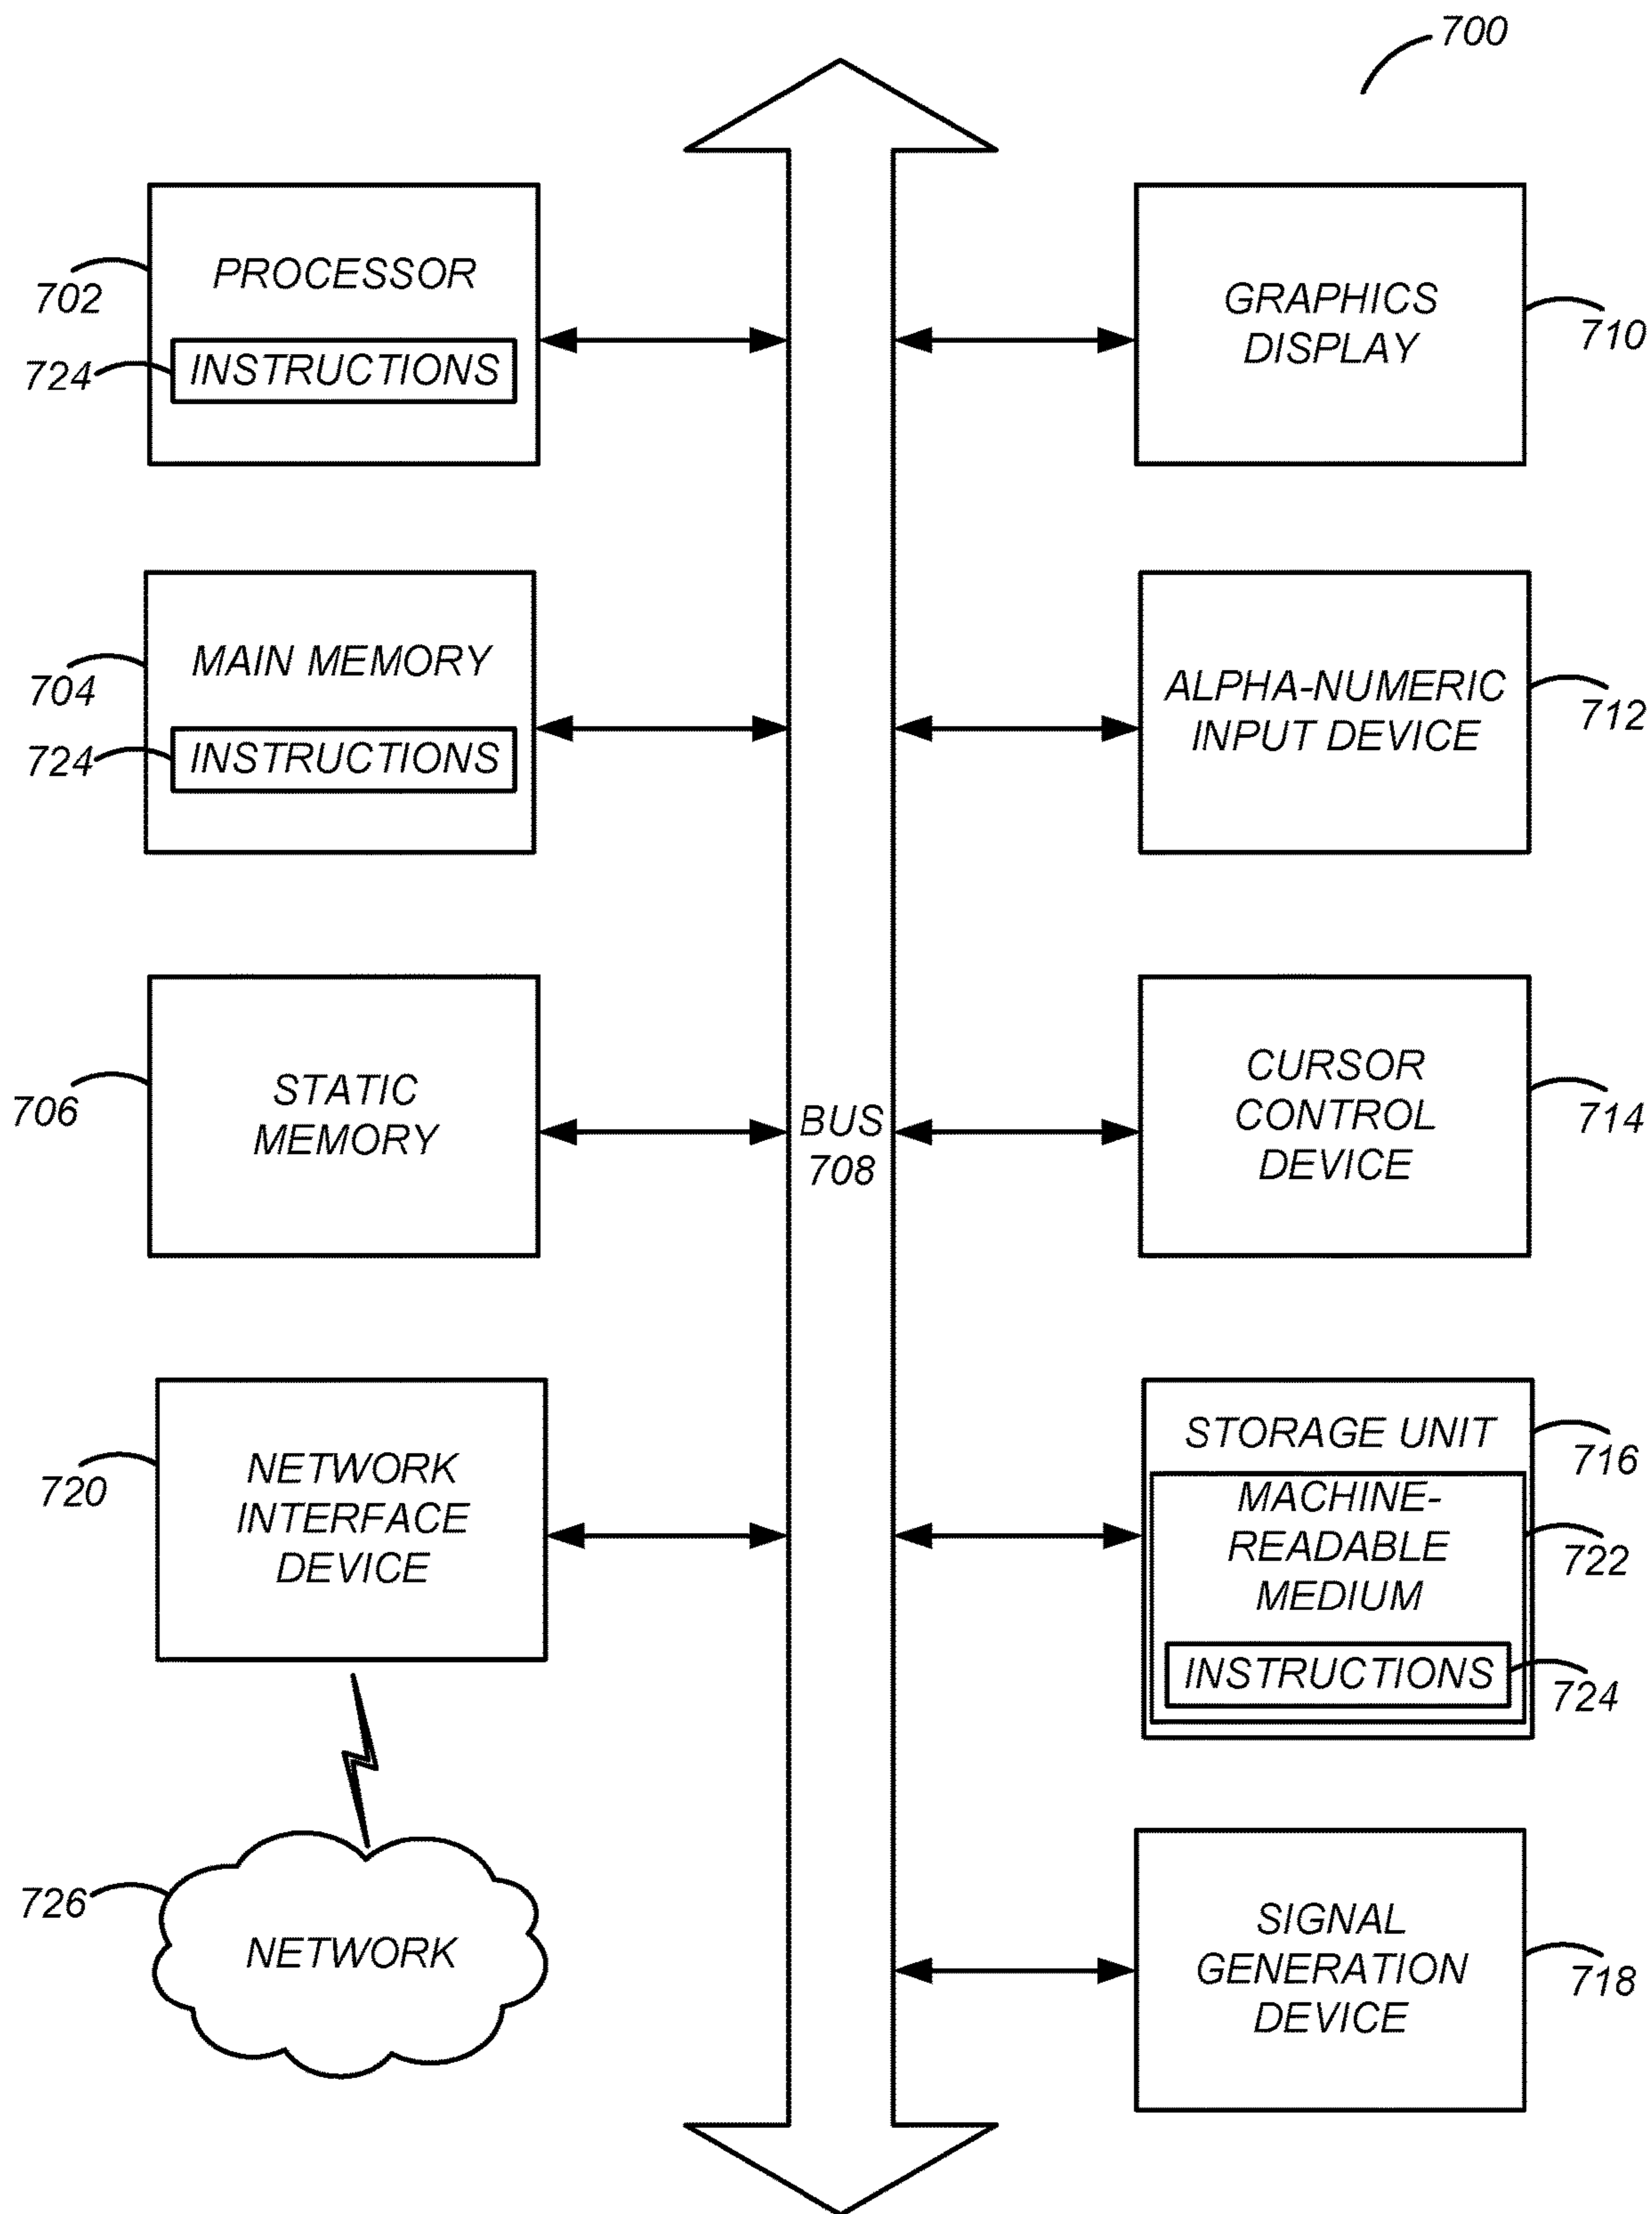 700
PROCESSOR
702
INSTRUCTIONS
724
MAIN MEMORY
704
INSTRUCTIONS
724
STATIC
MEMORY
706
NETWORK
INTERFACE
DEVICE
720
NETWORK
726
BUS
708
GRAPHICS
DISPLAY
710
ALPHA-NUMERIC
INPUT DEVICE
712
CURSOR
CONTROL
DEVICE
714
STORAGE UNIT
716
MACHINE-
READABLE
MEDIUM
722
INSTRUCTIONS
724
SIGNAL
GENERATION
DEVICE
718